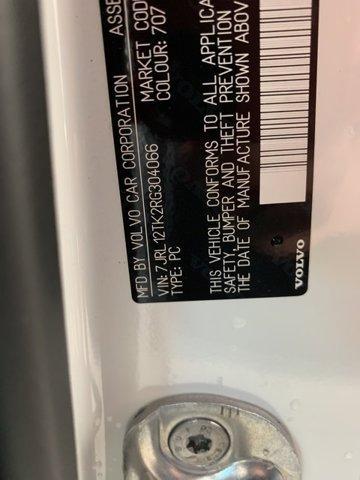 MFD BY VOLVO CAR CORPORATION ASSE
VIN: 7JRL12TK2RG304066 MARKET COD
TYPE: PC COLOUR: 707
THIS VEHICLE CONFORMS TO ALL APPLICA
SAFETY, BUMPER AND THEFT PREVENTION
THE DATE OF MANUFACTURE SHOWN ABOV
VOLVO